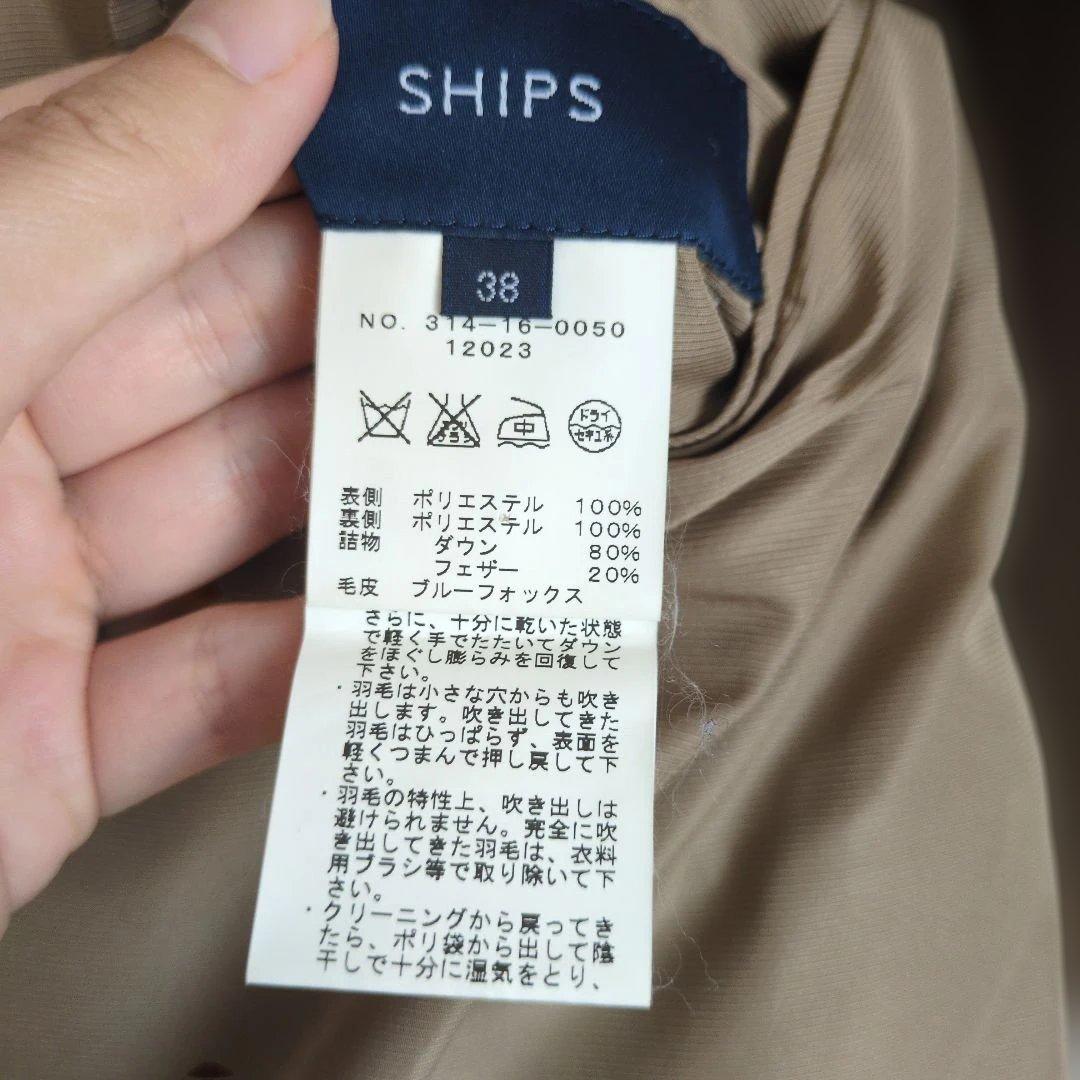 SHIPS
38
NO. 314-16-0050
12023
中
ドライ
セキユ系
表側 ポリエステル 100%
裏側 ポリエステル 100%
詰物 ダウン 80%
フェザー 20%
毛皮 ブルーフォックス
さらに、十分に乾いた状態
で軽く手でたたいてダウン
をほぐし膨らみを回復して
下さい。
・羽毛は小さな穴からも吹き
出します。吹き出してきた
羽毛はひっぱらず、表面を
軽くつまんで押し戻して下
さい。
・羽毛の特性上、吹き出しは
避けられません。完全に吹
き出してきた羽毛は、衣料
用ブラシ等で取り除いて下
さい。
・クリーニングから戻ってき
たら、ポリ袋から出して陰
干しで十分に湿気をとり、